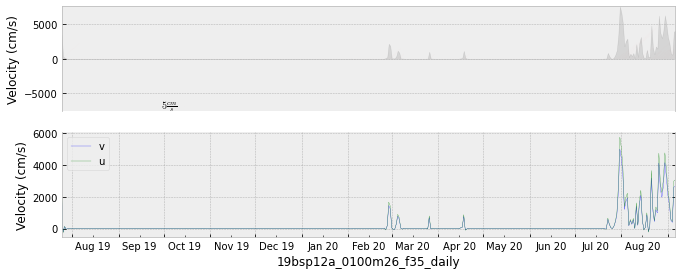 Velocity (cm/s)
5000
0
−5000
5 cm/s
Velocity (cm/s)
6000
4000
2000
0
v
u
Aug 19 Sep 19 Oct 19 Nov 19 Dec 19 Jan 20 Feb 20 Mar 20 Apr 20 May 20 Jun 20 Jul 20 Aug 20
19bsp12a_0100m26_f35_daily